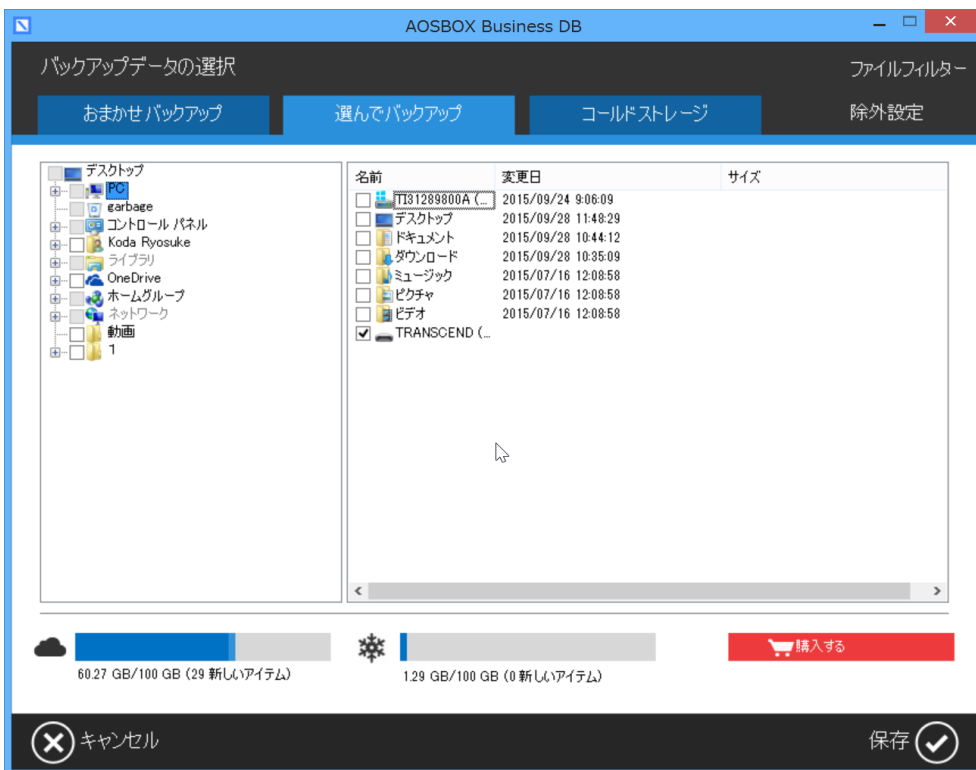 AOSBOX Business DB
バックアップデータの選択
ファイルフィルター
おまかせバックアップ
選んでバックアップ
コールドストレージ
除外設定
デスクトップ
PC
garbage
コントロール パネル
Koda Ryosuke
ライブラリ
OneDrive
ホームグループ
ネットワーク
動画
1
名前 変更日 サイズ
TI31289800A (... 2015/09/24 9:06:09
デスクトップ 2015/09/28 11:48:29
ドキュメント 2015/09/28 10:44:12
ダウンロード 2015/09/28 10:35:09
ミュージック 2015/07/16 12:08:58
ピクチャ 2015/07/16 12:08:58
ビデオ 2015/07/16 12:08:58
TRANSCEND (...
60.27 GB/100 GB (29 新しいアイテム)
1.29 GB/100 GB (0 新しいアイテム)
購入する
キャンセル
保存